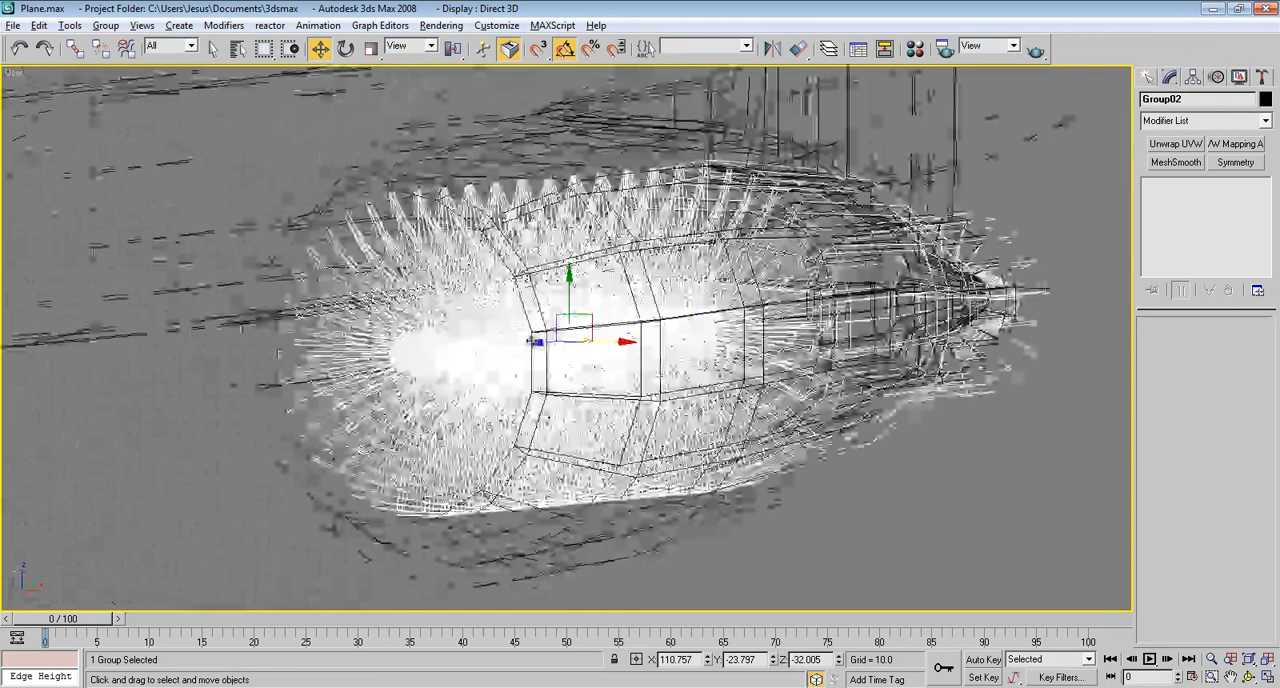 Plane.max - Project Folder: C:\Users\Jesus\Documents\3dsmax - Autodesk 3ds Max 2008 - Display : Direct 3D
File Edit Tools Group Views Create Modifiers reactor Animation Graph Editors Rendering Customize MAXScript Help
All View 3 % View
User
Group02
Modifier List
Unwrap UVW /W Mapping A
MeshSmooth Symmetry
z
0 / 100
0 5 10 15 20 25 30 35 40 45 50 55 60 65 70 75 80 85 90 95 100
1 Group Selected X: 110.757 Y: -23.797 Z: -32.005 Grid = 10.0 Auto Key Selected
Edge Height Click and drag to select and move objects Add Time Tag Set Key Key Filters... 0